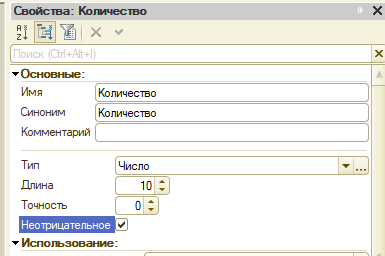 Свойства: Количество
Поиск (Ctrl+Alt+I)
Основные:
Имя Количество
Синоним Количество
Комментарий
Тип Число
Длина 10
Точность 0
Неотрицательное
Использование: